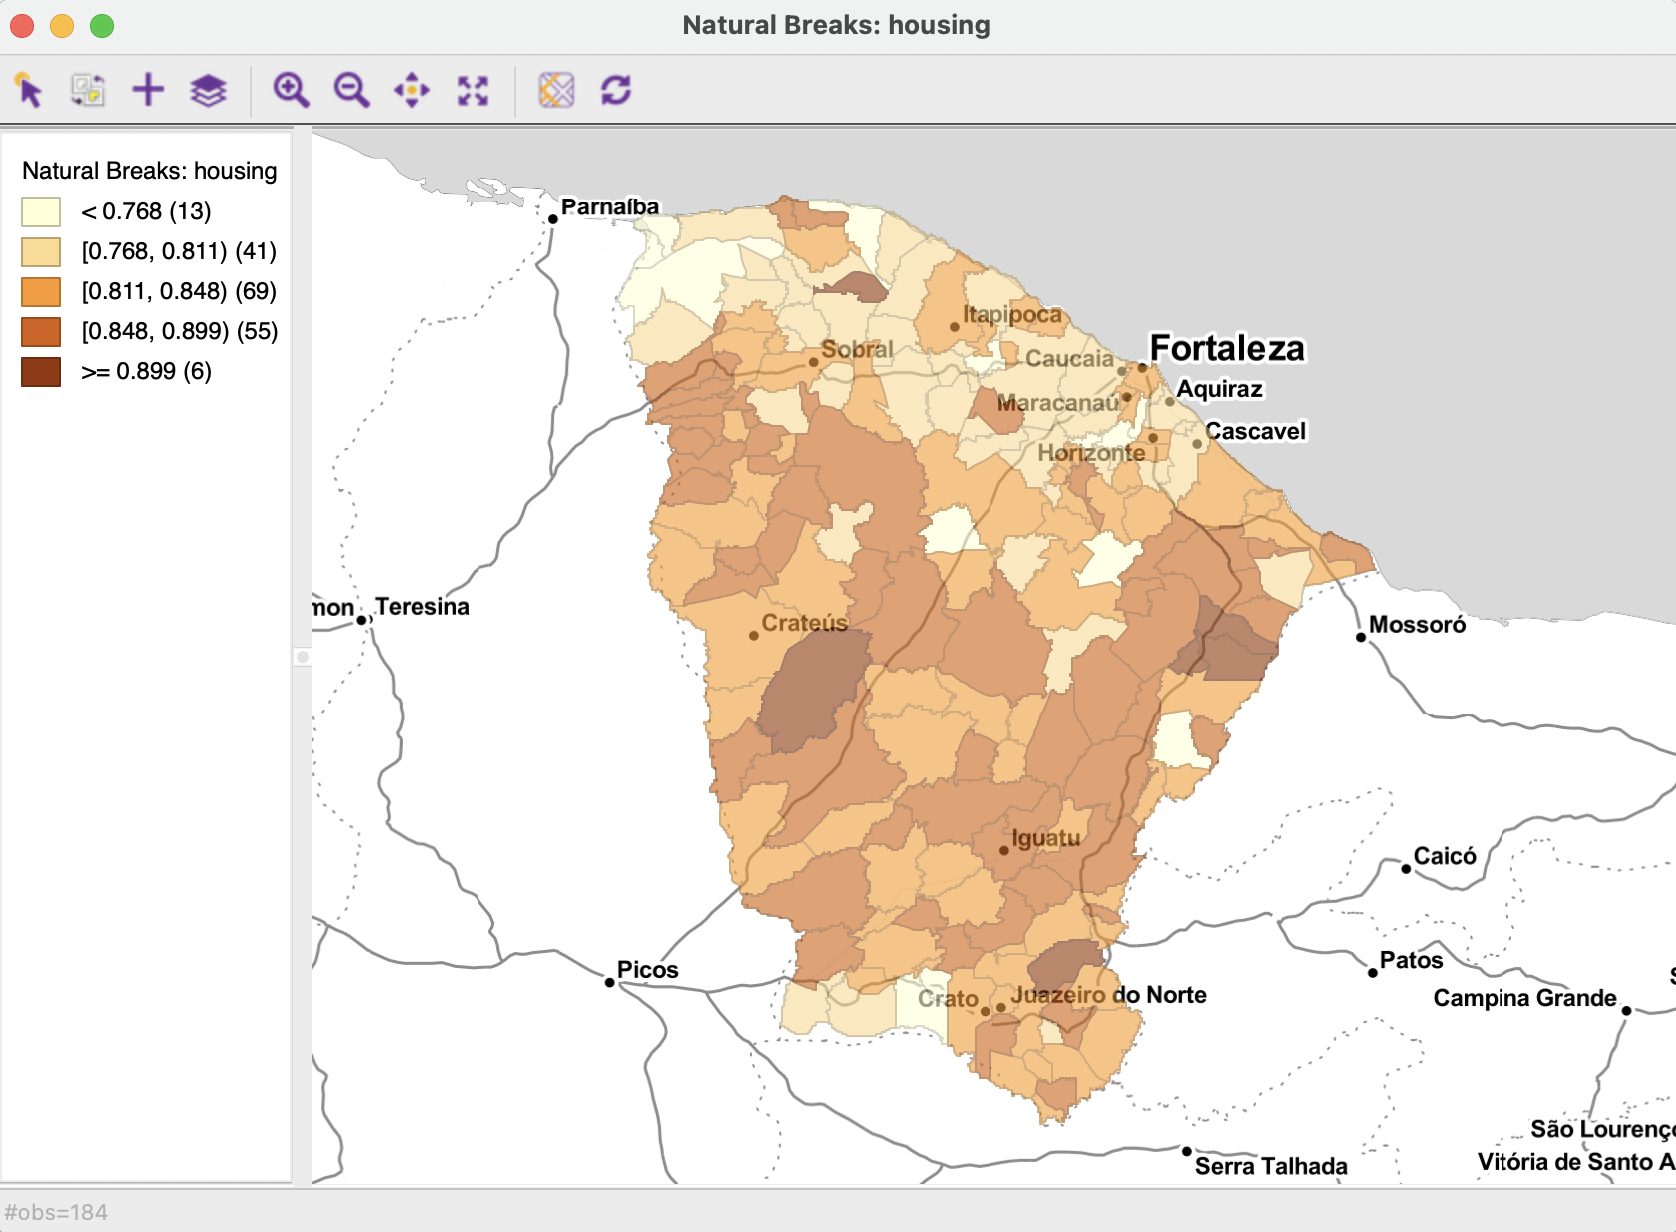 Natural Breaks: housing
Natural Breaks: housing
< 0.768 (13)
[0.768, 0.811) (41)
[0.811, 0.848) (69)
[0.848, 0.899) (55)
>= 0.899 (6)
Parnaíba
Itapipoca
Fortaleza
Sobral
Caucaia
Aquiraz
Maracanaú
Cascavel
Horizonte
mon
Teresina
Crateús
Mossoró
Iguatu
Caicó
Picos
Patos
Crato
Juazeiro do Norte
Campina Grande
São Lourenç
Vitória de Santo A
Serra Talhada
#obs=184